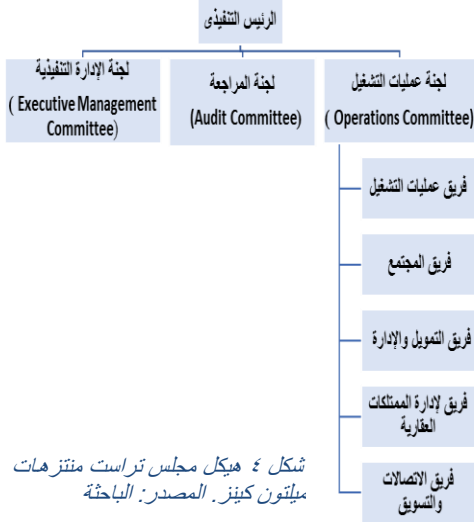 الرئيس التنفيذى
لجنة عمليات التشغيل
( Operations Committee)
لجنة المراجعة
(Audit Committee)
لجنة الإدارة التنفيذية
( Executive Management
Committee)
فريق عمليات التشغيل
فريق المجتمع
فريق التمويل والإدارة
فريق لإدارة الممتلكات
العقارية
فريق الاتصالات
والتسويق
شكل ٤ هيكل مجلس تراست منتزهات
ميلتون كينز. المصدر: الباحثة